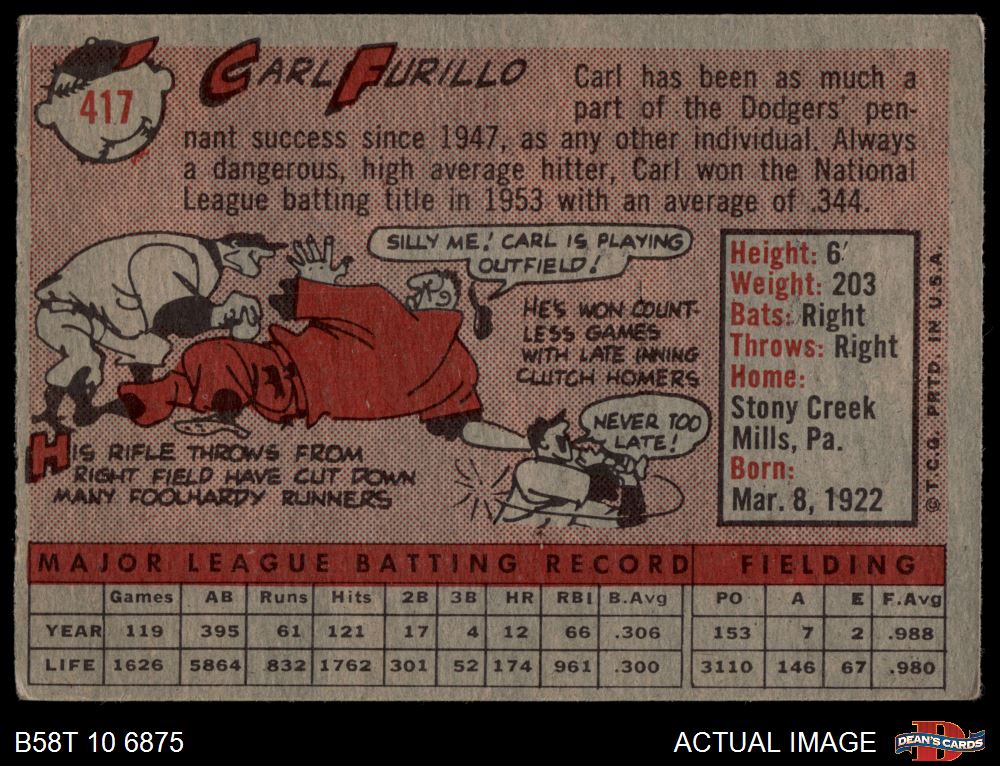 417
CARL FURILLO
Carl has been as much a
part of the Dodgers' pen-
nant success since 1947, as any other individual. Always
a dangerous, high average hitter, Carl won the National
League batting title in 1953 with an average of .344.
SILLY ME! CARL IS PLAYING
OUTFIELD!
HE'S WON COUNT-
LESS GAMES
WITH LATE INNING
CLUTCH HOMERS
NEVER TOO
LATE!
HIS RIFLE THROWS FROM
RIGHT FIELD HAVE CUT DOWN
MANY FOOLHARDY RUNNERS
Height: 6'
Weight: 203
Bats: Right
Throws: Right
Home:
Stony Creek
Mills, Pa.
Born:
Mar. 8, 1922
© T.C.G. PRTD. IN U.S.A.
MAJOR LEAGUE BATTING RECORD FIELDING
Games AB Runs Hits 2B 3B HR RBI B.Avg PO A E F.Avg
YEAR 119 395 61 121 17 4 12 66 .306 153 7 2 .988
LIFE 1626 5864 832 1762 301 52 174 961 .300 3110 146 67 .980
B58T 10 6875
ACTUAL IMAGE
DEAN'S CARDS